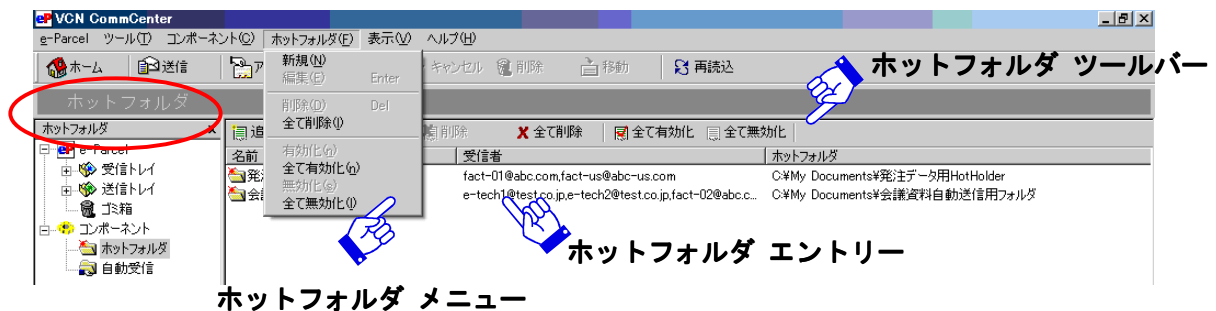 eP VCN CommCenter
e-Parcel ツール(T) コンポーネント(C) ホットフォルダ(F) 表示(V) ヘルプ(H)
ホーム 送信 ア キャンセル 削除 移動 再読込
ホットフォルダ ツールバー
新規(N)
編集(E) Enter
削除(D) Del
全て削除(l)
有効化(g)
全て有効化(n)
無効化(s)
全て無効化(I)
ホットフォルダ
ホットフォルダ x
追 削除 全て削除 全て有効化 全て無効化
名前 受信者 ホットフォルダ
発 fact-01@abc.com,fact-us@abc-us.com C:¥My Documents¥発注データ用HotHolder
会 e-tech1@test.co.jp,e-tech2@test.co.jp,fact-02@abc.c... C:¥My Documents¥会議資料自動送信用フォルダ
eP e-Parcel
受信トレイ
送信トレイ
ゴミ箱
コンポーネント
ホットフォルダ
自動受信
ホットフォルダ エントリー
ホットフォルダ メニュー